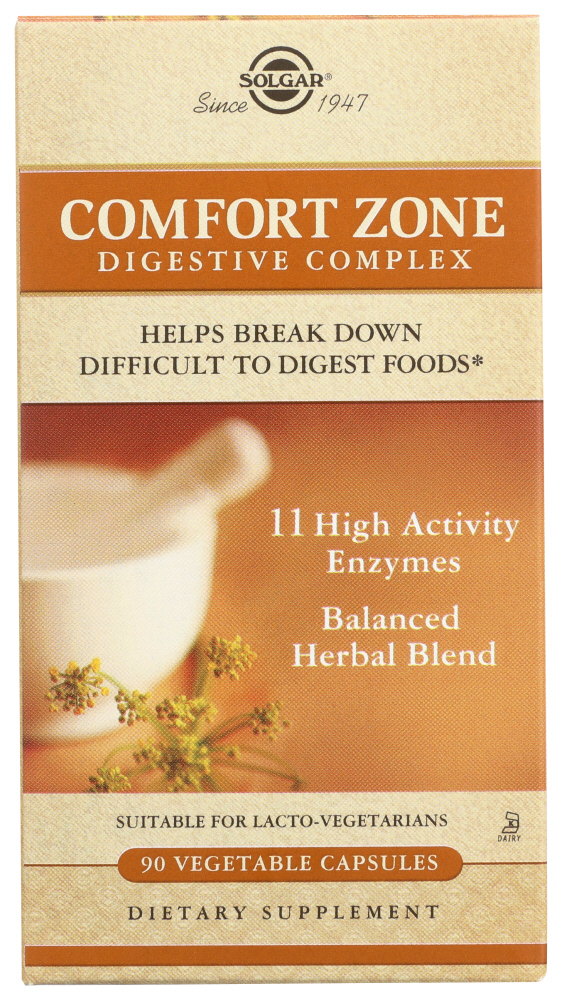 SOLGAR®
Since 1947
COMFORT ZONE
DIGESTIVE COMPLEX
HELPS BREAK DOWN
DIFFICULT TO DIGEST FOODS*
11 High Activity
Enzymes
Balanced
Herbal Blend
SUITABLE FOR LACTO-VEGETARIANS
DAIRY
90 VEGETABLE CAPSULES
DIETARY SUPPLEMENT